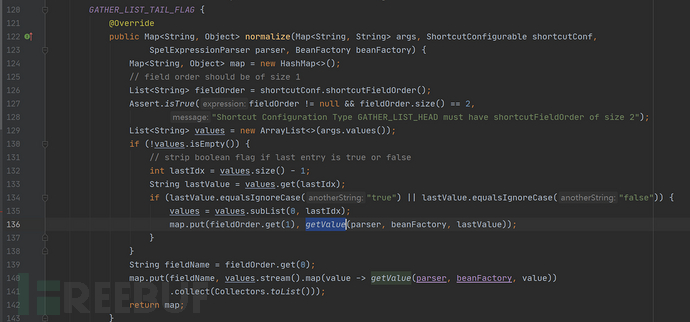 120 GATHER_LIST_TAIL_FLAG {
121 @Override
122 public Map<String, Object> normalize(Map<String, String> args, ShortcutConfigurable shortcutConf,
123 SpelExpressionParser parser, BeanFactory beanFactory) {
124 Map<String, Object> map = new HashMap<>();
125 // field order should be of size 1
126 List<String> fieldOrder = shortcutConf.shortcutFieldOrder();
127 Assert.isTrue( expression: fieldOrder != null && fieldOrder.size() == 2,
128 message: "Shortcut Configuration Type GATHER_LIST_HEAD must have shortcutFieldOrder of size 2");
129 List<String> values = new ArrayList<>(args.values());
130 if (!values.isEmpty()) {
131 // strip boolean flag if last entry is true or false
132 int lastIdx = values.size() - 1;
133 String lastValue = values.get(lastIdx);
134 if (lastValue.equalsIgnoreCase( anotherString: "true") || lastValue.equalsIgnoreCase( anotherString: "false")) {
135 values = values.subList(0, lastIdx);
136 map.put(fieldOrder.get(1), getValue(parser, beanFactory, lastValue));
137 }
138 }
139 String fieldName = fieldOrder.get(0);
140 map.put(fieldName, values.stream().map(value -> getValue(parser, beanFactory, value))
141 .collect(Collectors.toList()));
142 return map;
143 }
FREEBUF